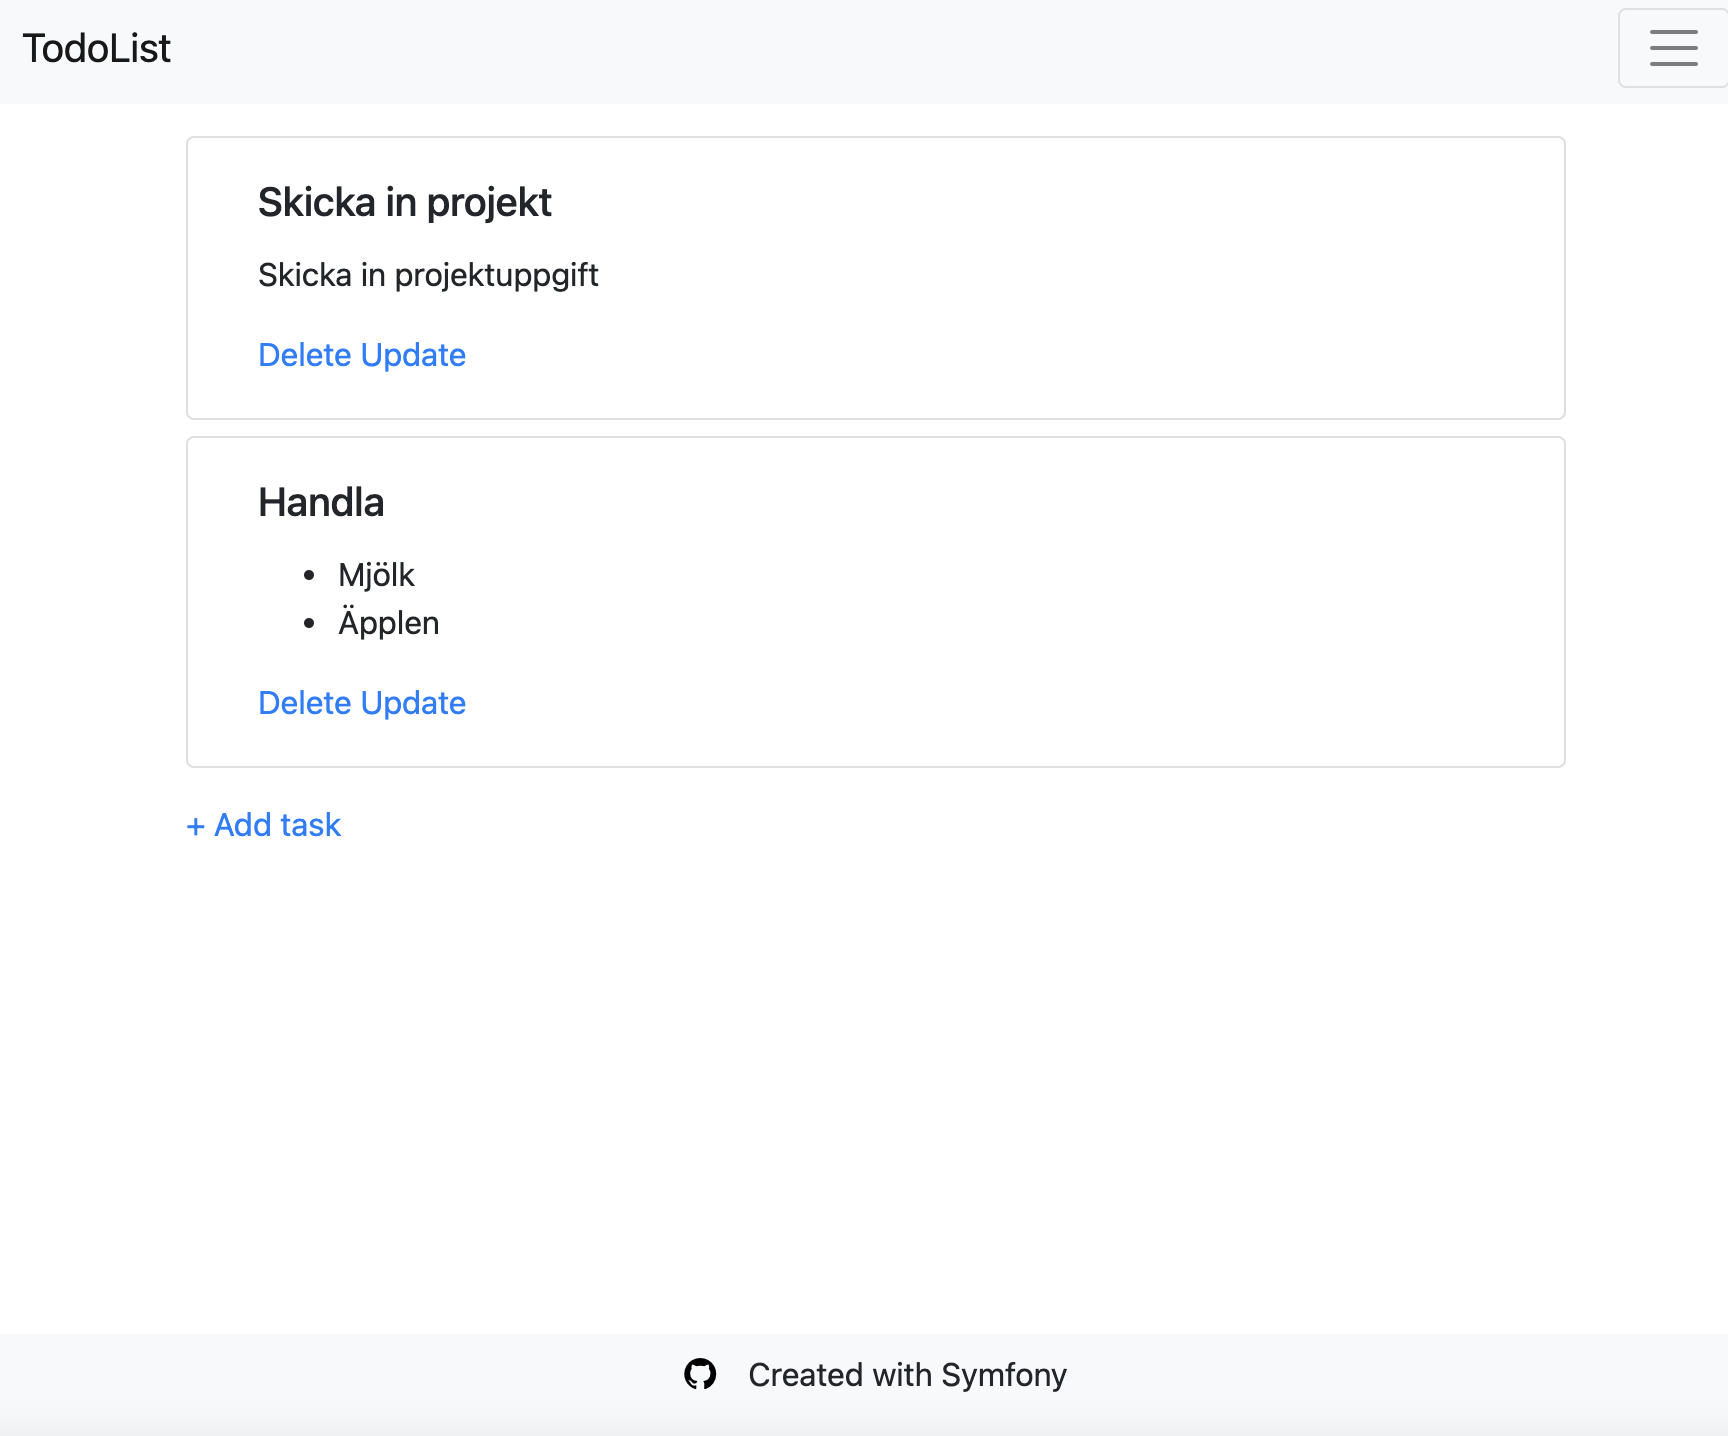 TodoList
Skicka in projekt
Skicka in projektuppgift
Delete Update
Handla
Mjölk
Äpplen
Delete Update
+ Add task
Created with Symfony